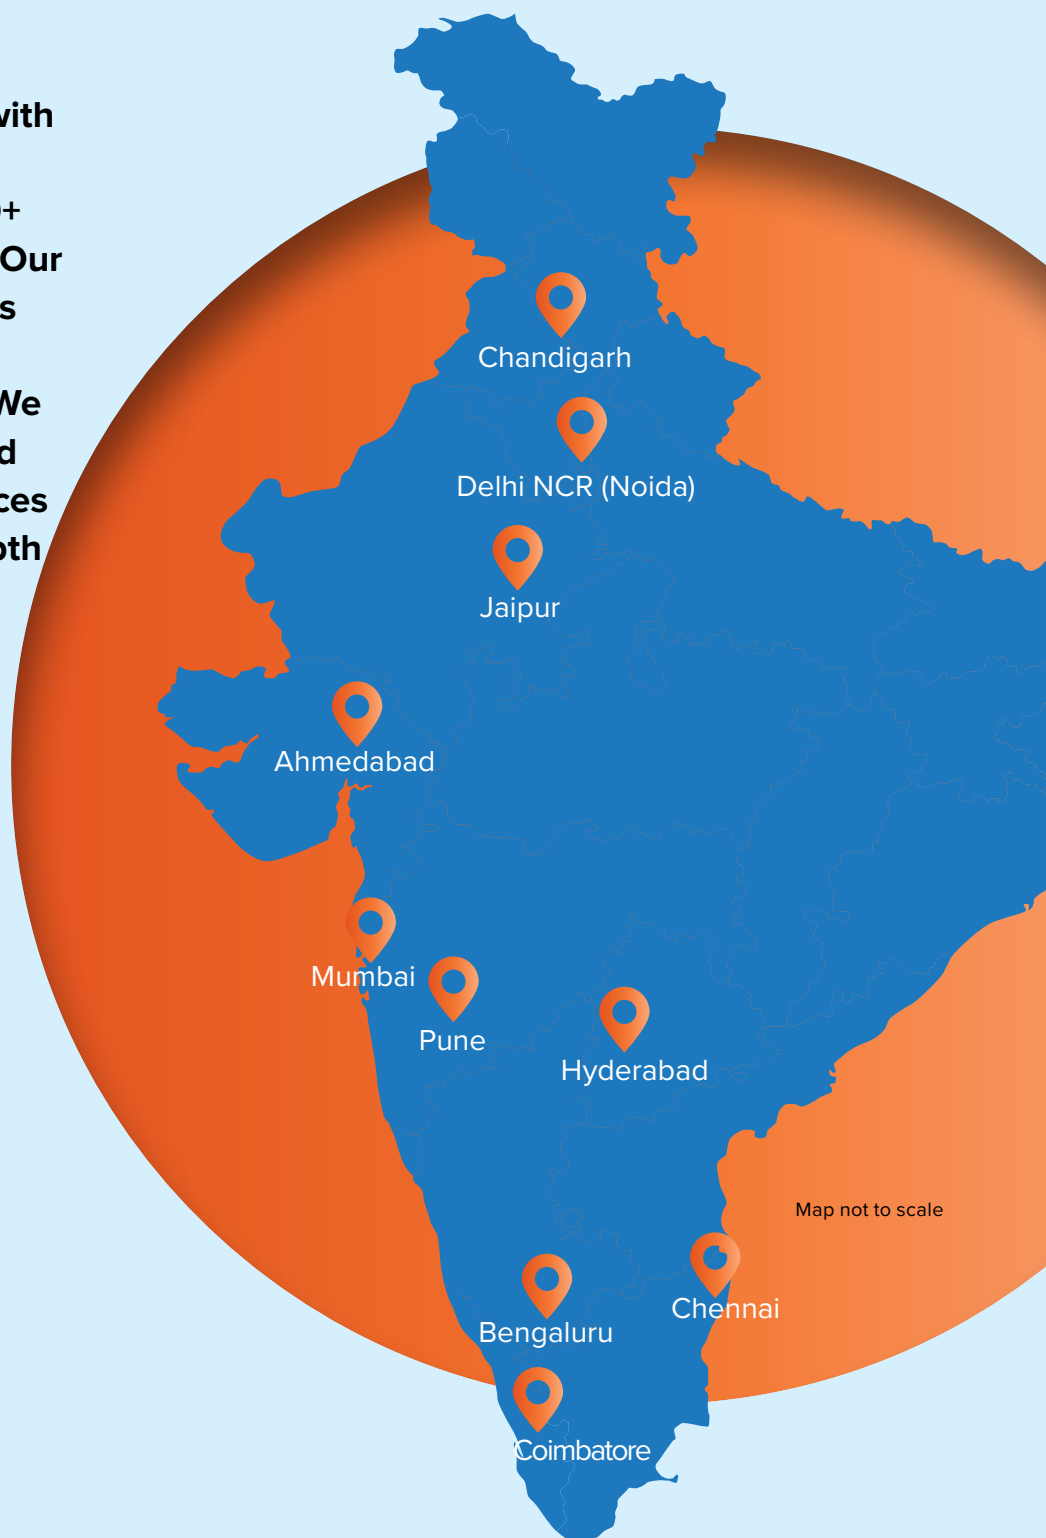 with
+
Our
s
We
d
ces
pth
Chandigarh
Delhi NCR (Noida)
Jaipur
Ahmedabad
Mumbai
Pune
Hyderabad
Map not to scale
Chennai
Bengaluru
Coimbatore